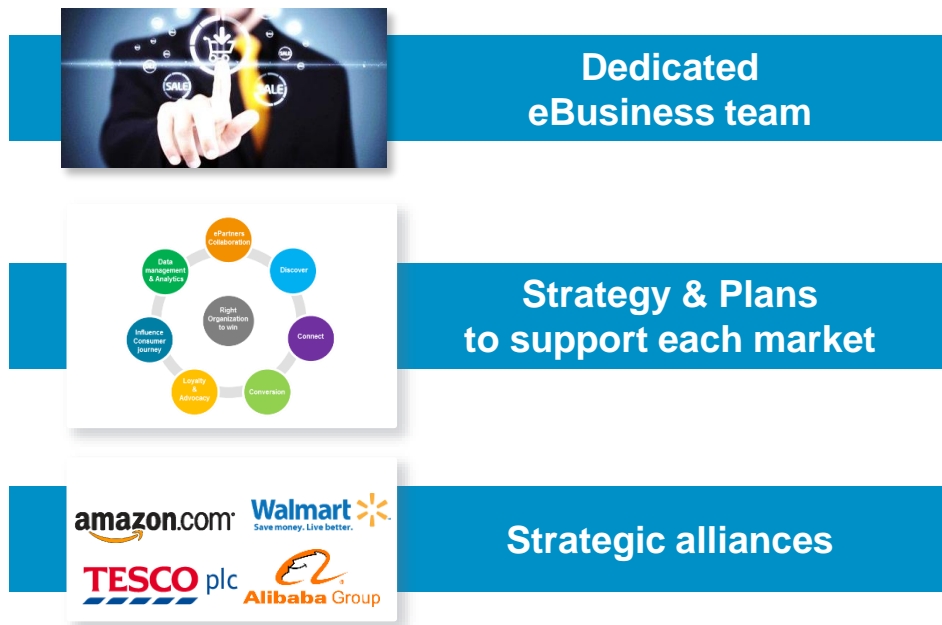 SALE
SALE
SALE
Dedicated
eBusiness team
ePartners
Collaboration
Discover
Connect
Conversion
Loyalty
&
Advocacy
Influence
Consumer
journey
Data
management
& Analytics
Right
Organization
to win
Strategy & Plans
to support each market
amazon.com
Walmart
Save money. Live better.
TESCO plc
Alibaba Group
Strategic alliances